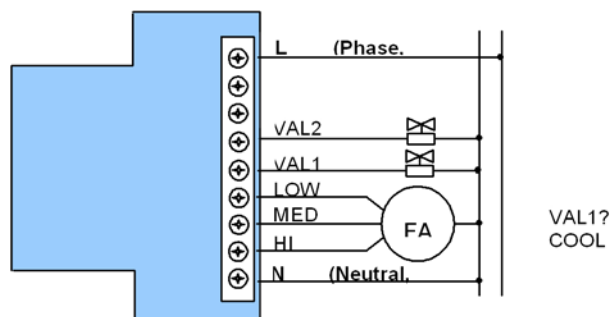 L (Phase.
VAL2
VAL1
LOW
MED
HI
N (Neutral.
FA
VAL1?
COOL